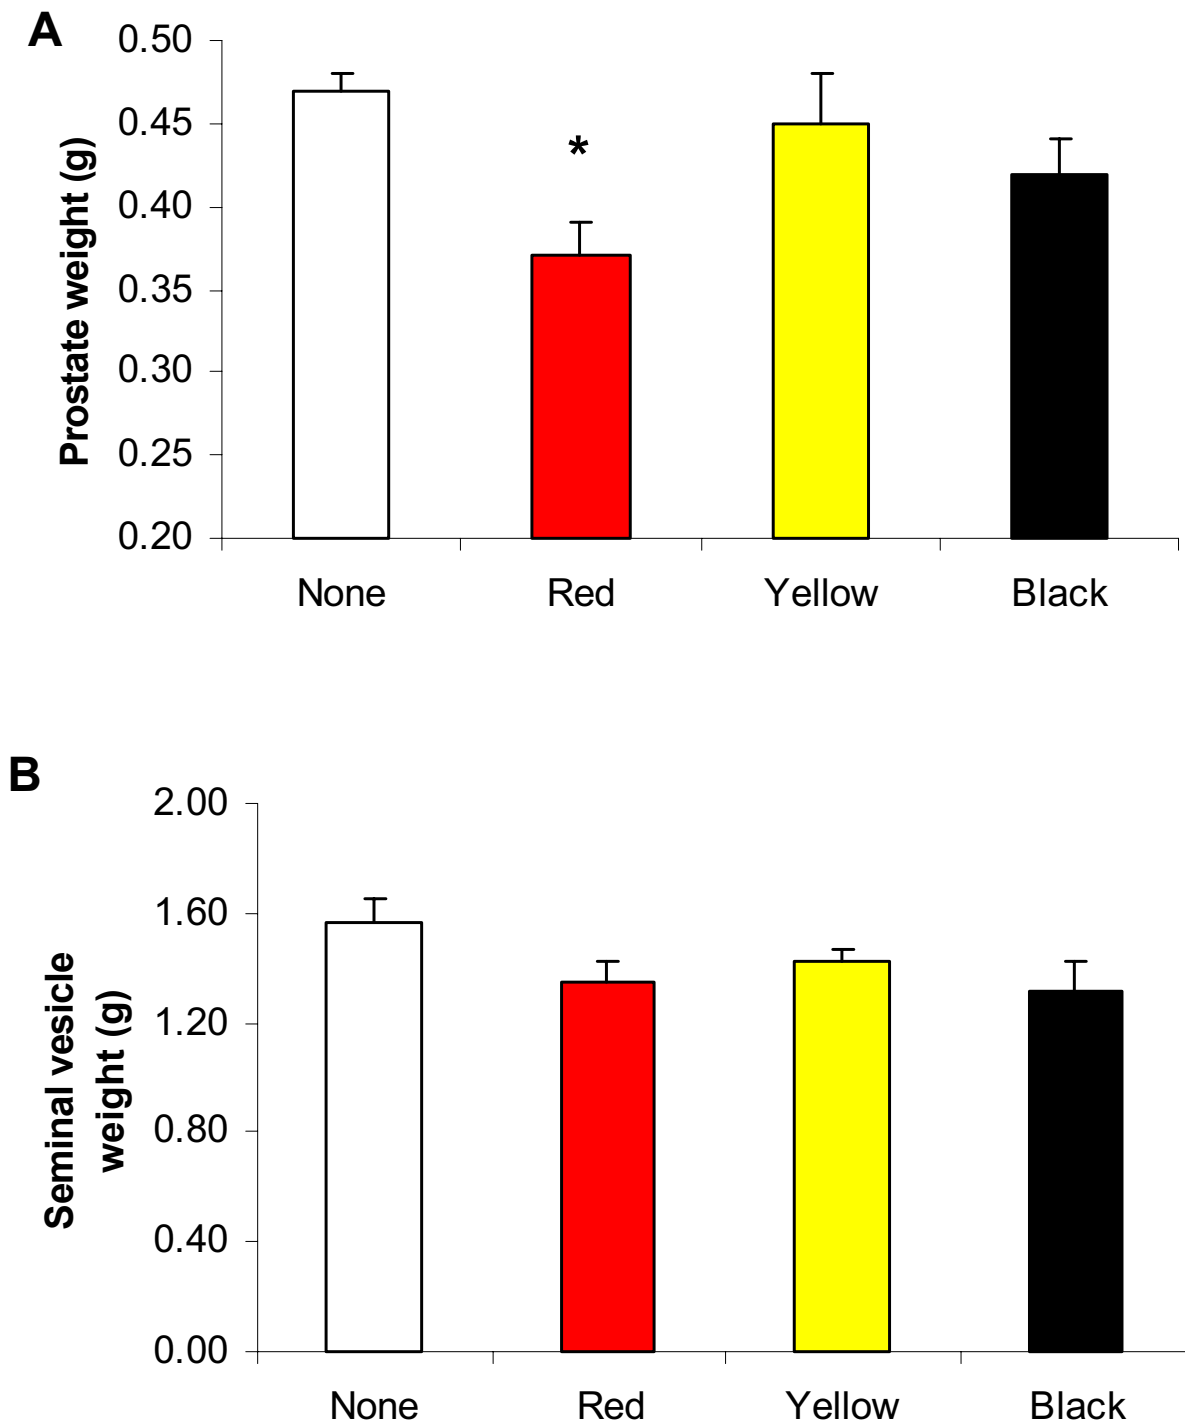 A
0.50
0.45
0.40
0.35
0.30
0.25
0.20
Prostate weight (g)
*
None Red Yellow Black
B
2.00
1.60
1.20
0.80
0.40
0.00
Seminal vesicle
weight (g)
None Red Yellow Black